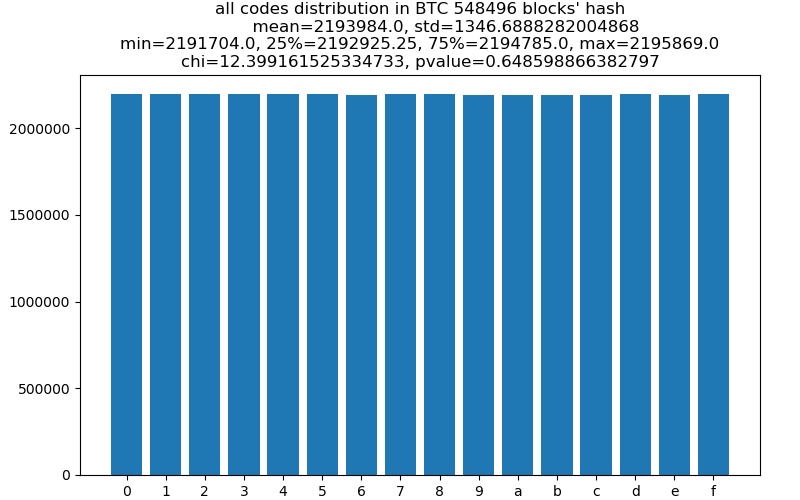 all codes distribution in BTC 548496 blocks' hash
mean=2193984.0, std=1346.6888282004868
min=2191704.0, 25%=2192925.25, 75%=2194785.0, max=2195869.0
chi=12.399161525334733, pvalue=0.648598866382797
2000000
1500000
1000000
500000
0
0 1 2 3 4 5 6 7 8 9 a b c d e f